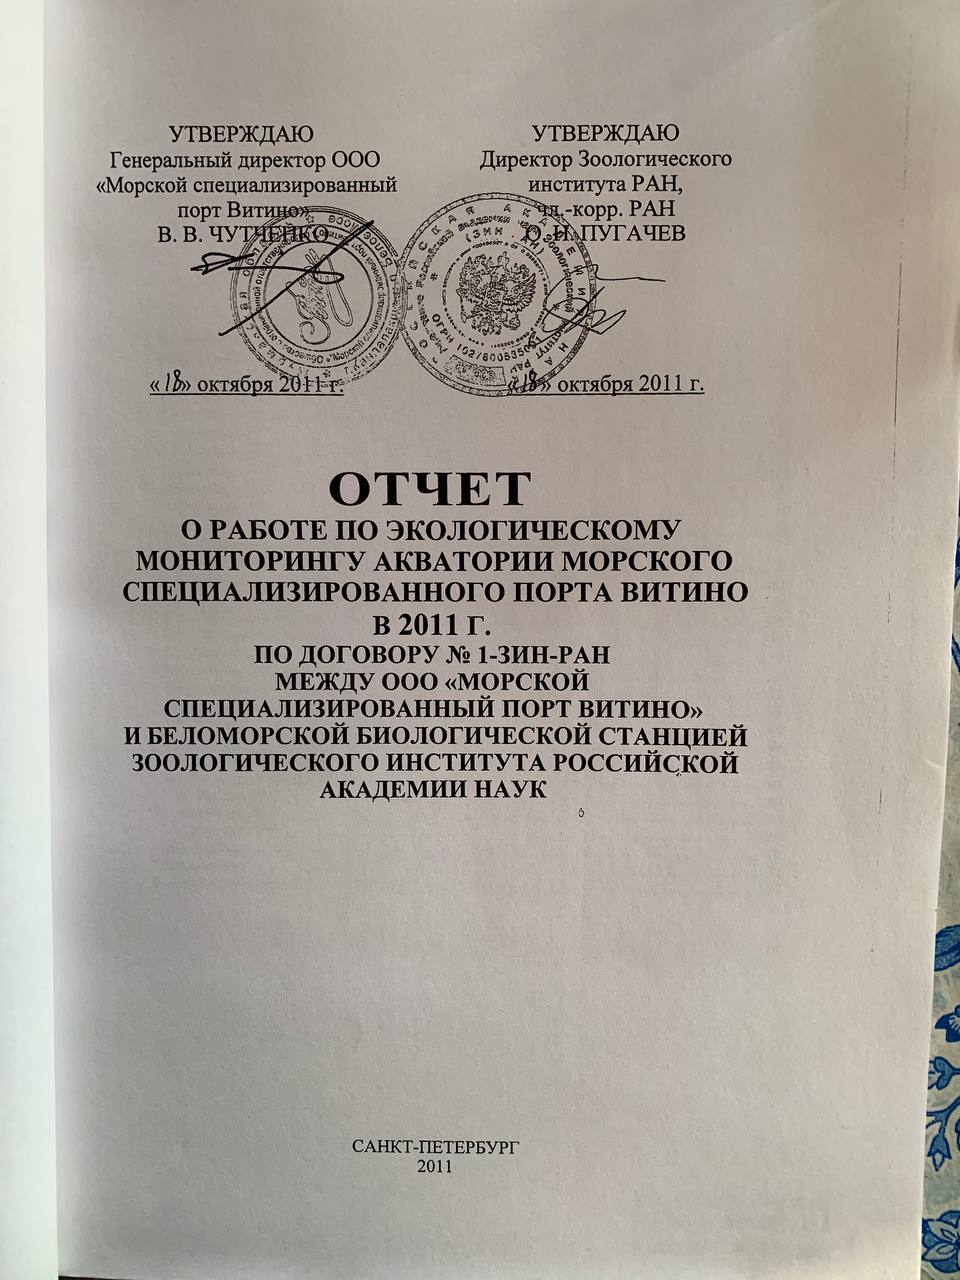 УТВЕРЖДАЮ
Генеральный директор ООО
«Морской специализированный
порт Витино»
В. В. ЧУТЧЕНКО
«18» октября 2011 г.
УТВЕРЖДАЮ
Директор Зоологического
института РАН,
чл.-корр. РАН
О. Н. ПУГАЧЕВ
«18» октября 2011 г.
ОТЧЕТ
О РАБОТЕ ПО ЭКОЛОГИЧЕСКОМУ
МОНИТОРИНГУ АКВАТОРИИ МОРСКОГО
СПЕЦИАЛИЗИРОВАННОГО ПОРТА ВИТИНО
В 2011 Г.
ПО ДОГОВОРУ № 1-ЗИН-РАН
МЕЖДУ ООО «МОРСКОЙ
СПЕЦИАЛИЗИРОВАННЫЙ ПОРТ ВИТИНО»
И БЕЛОМОРСКОЙ БИОЛОГИЧЕСКОЙ СТАНЦИЕЙ
ЗООЛОГИЧЕСКОГО ИНСТИТУТА РОССИЙСКОЙ
АКАДЕМИИ НАУК
САНКТ-ПЕТЕРБУРГ
2011